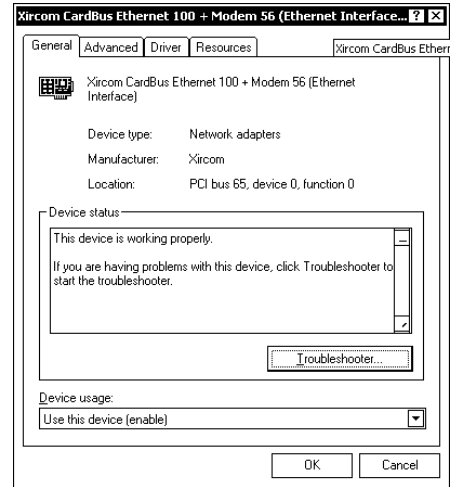 Xircom CardBus Ethernet 100 + Modem 56 (Ethernet Interface...
General Advanced Driver Resources
Xircom CardBus Ether
Xircom CardBus Ethernet 100 + Modem 56 (Ethernet
Interface)
Device type: Network adapters
Manufacturer: Xircom
Location: PCI bus 65, device 0, function 0
Device status
This device is working properly.
If you are having problems with this device, click Troubleshooter to
start the troubleshooter.
Troubleshooter...
Device usage:
Use this device (enable)
OK Cancel